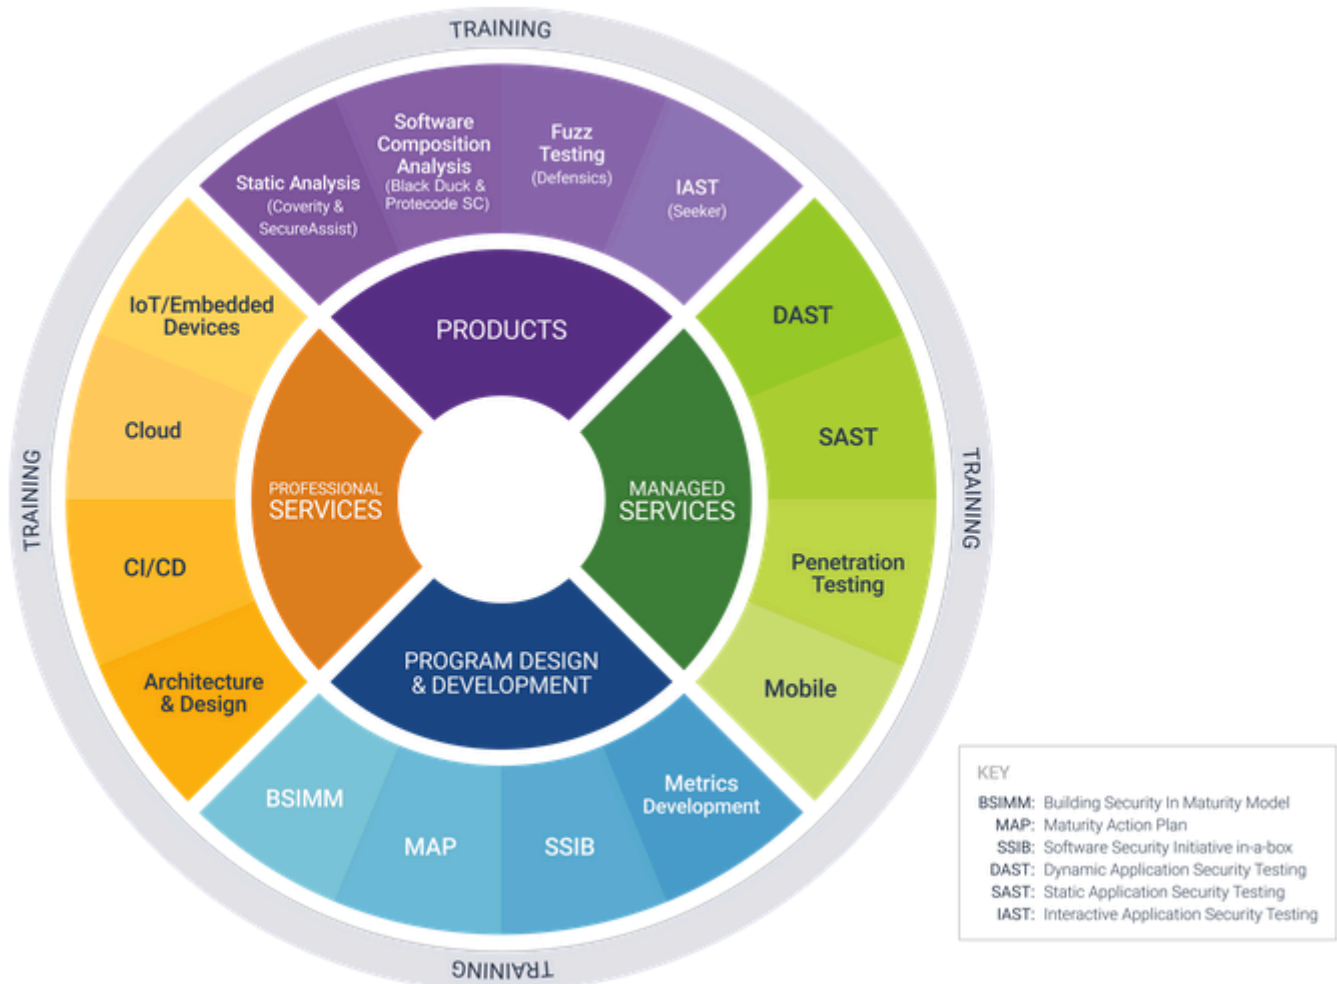 TRAINING
Static Analysis
(Coverity &
SecureAssist)
Software
Composition
Analysis
(Black Duck &
Protecode SC)
Fuzz
Testing
(Defensics)
IAST
(Seeker)
PRODUCTS
IoT/Embedded
Devices
Cloud
CI/CD
Architecture
& Design
PROFESSIONAL
SERVICES
MANAGED
SERVICES
DAST
SAST
Penetration
Testing
Mobile
PROGRAM DESIGN
& DEVELOPMENT
BSIMM
MAP
SSIB
Metrics
Development
TRAINING
TRAINING
TRAINING
KEY
BSIMM: Building Security In Maturity Model
MAP: Maturity Action Plan
SSIB: Software Security Initiative in-a-box
DAST: Dynamic Application Security Testing
SAST: Static Application Security Testing
IAST: Interactive Application Security Testing